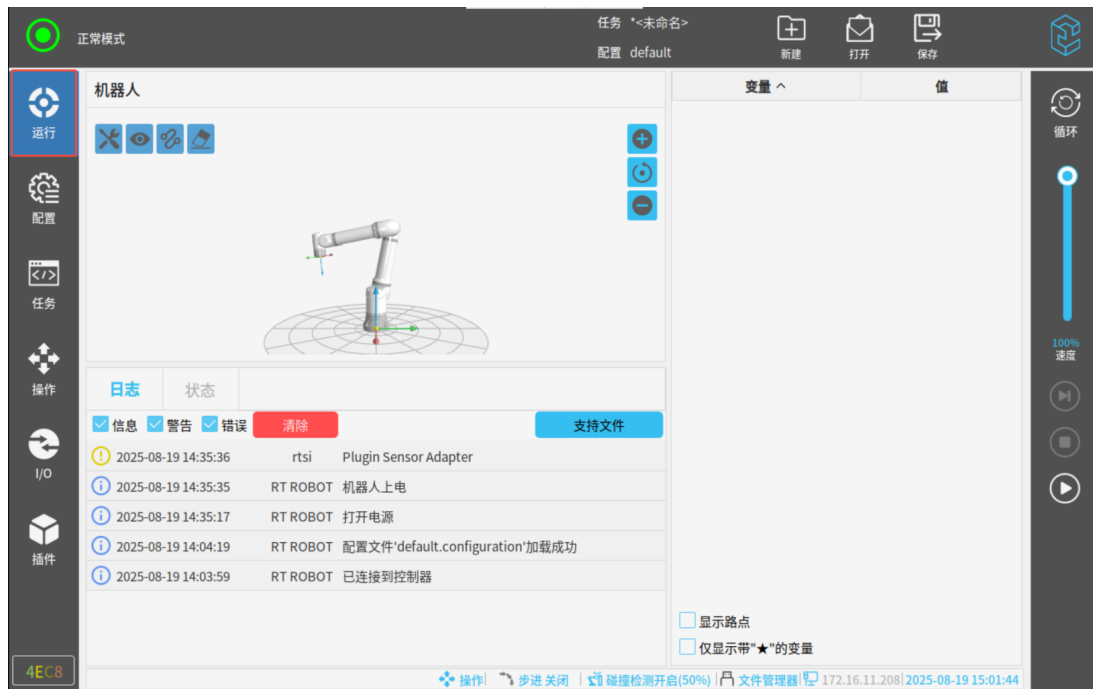 正常模式
任务 *<未命名>
配置 default
新建
打开
保存
运行
配置
任务
操作
I/O
插件
4EC8
机器人
日志
状态
信息 警告 错误 清除 支持文件
2025-08-19 14:35:36 rtsi Plugin Sensor Adapter
2025-08-19 14:35:35 RT ROBOT 机器人上电
2025-08-19 14:35:17 RT ROBOT 打开电源
2025-08-19 14:04:19 RT ROBOT 配置文件'default.configuration'加载成功
2025-08-19 14:03:59 RT ROBOT 已连接到控制器
变量 值
显示路点
仅显示带"★"的变量
循环
100%
速度
操作 步进 关闭 碰撞检测开启(50%) 文件管理器 172.16.11.208 2025-08-19 15:01:44